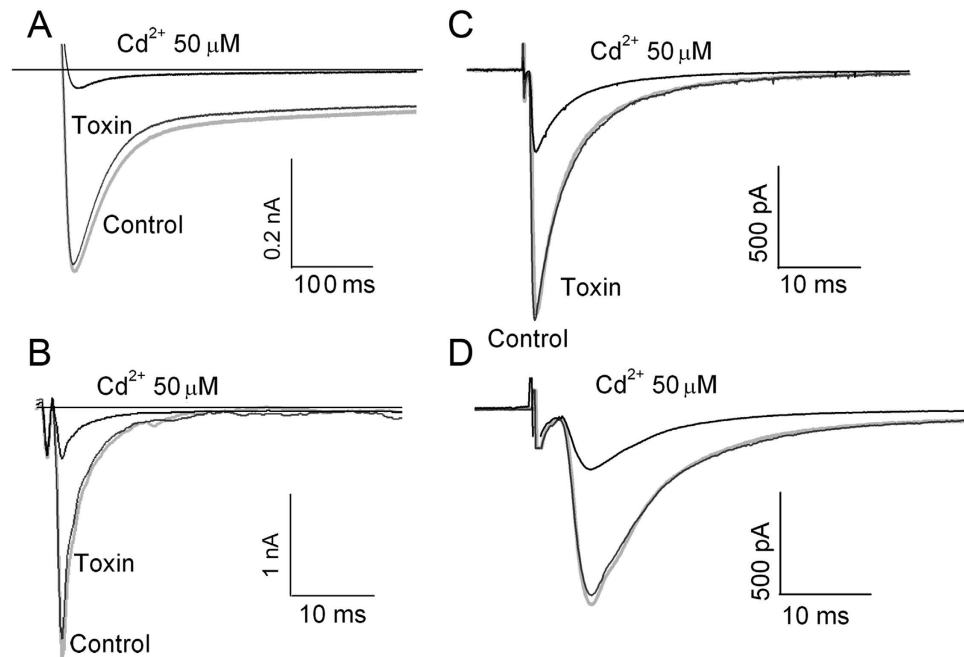 A
Cd2+ 50 μM
Toxin
Control
0.2 nA
100 ms
B
Cd2+ 50 μM
Toxin
Control
1 nA
10 ms
C
Cd2+ 50 μM
Toxin
Control
500 pA
10 ms
D
Cd2+ 50 μM
500 pA
10 ms